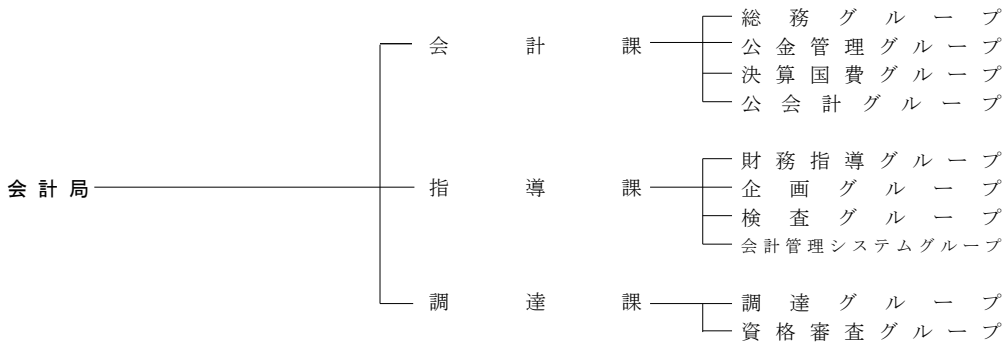 会計局
会計課
総務グループ
公金管理グループ
決算国費グループ
公会計グループ
指導課
財務指導グループ
企画グループ
検査グループ
会計管理システムグループ
調達課
調達グループ
資格審査グループ